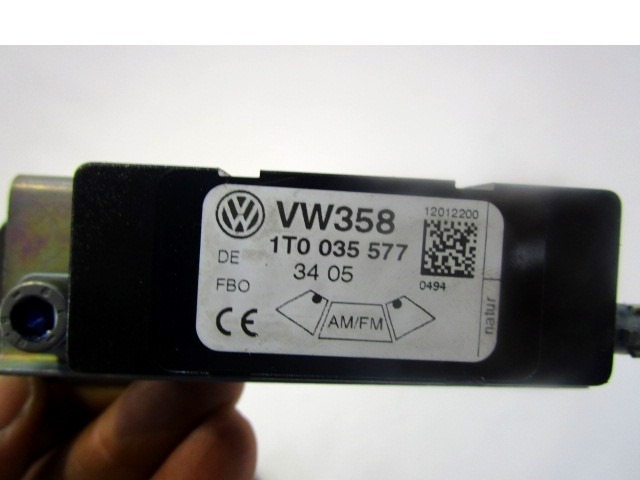 VW358
12012200
1T0 035 577
DE
34 05
FBO
0494
CE
AM/FM
natur